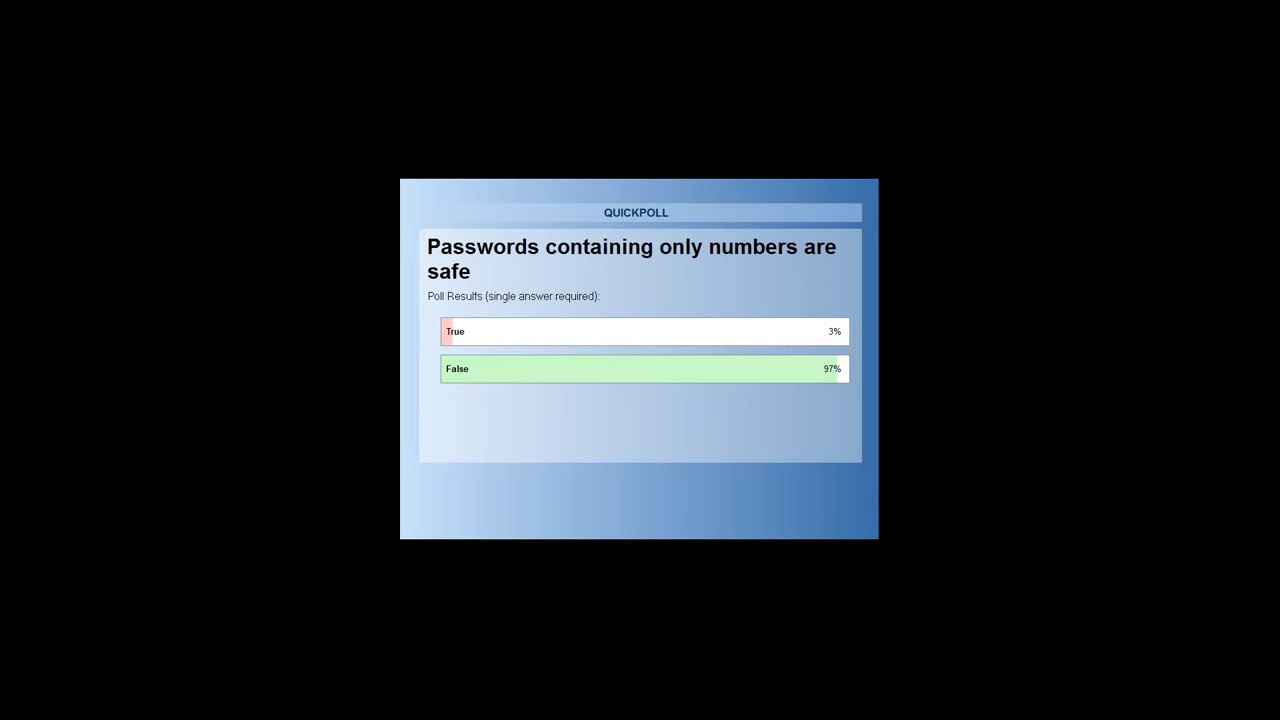 QUICKPOLL
Passwords containing only numbers are
safe
Poll Results (single answer required):
True 3%
False 97%